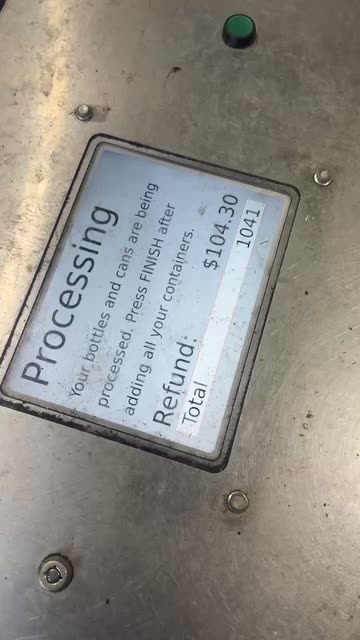 Processing
Your bottles and cans are being
processed. Press FINISH after
adding all your containers.
Refund: $104.30
Total 1041